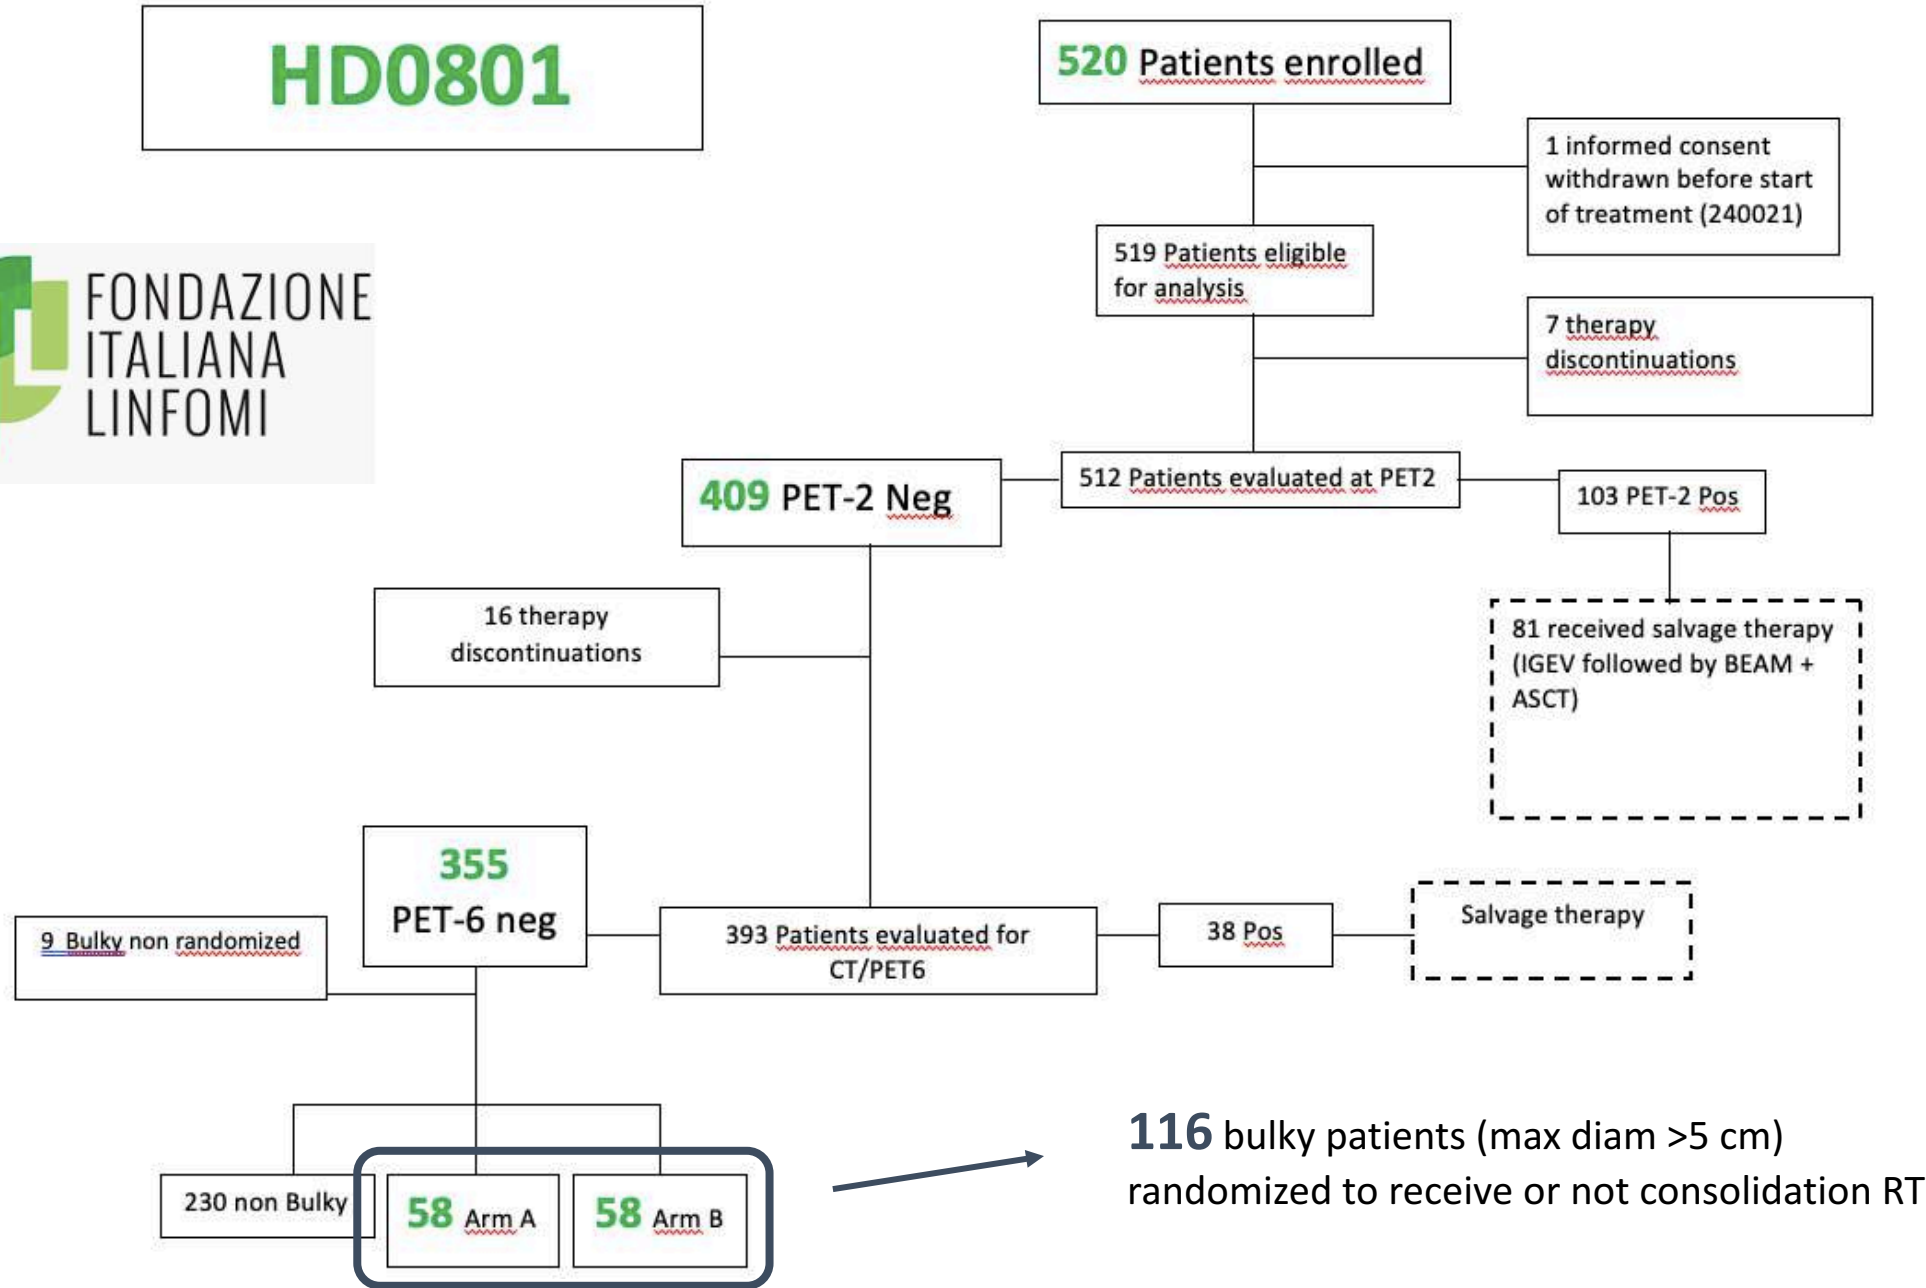 HD0801
520 Patients enrolled
1 informed consent
withdrawn before start
of treatment (240021)
519 Patients eligible
for analysis
FONDAZIONE
ITALIANA
LINFOMI
7 therapy
discontinuations
409 PET-2 Neg
512 Patients evaluated at PET2
103 PET-2 Pos
16 therapy
discontinuations
81 received salvage therapy
(IGEV followed by BEAM +
ASCT)
355
PET-6 neg
9 Bulky non randomized
393 Patients evaluated for
CT/PET6
38 Pos
Salvage therapy
230 non Bulky
58 Arm A
58 Arm B
116 bulky patients (max diam >5 cm)
randomized to receive or not consolidation RT